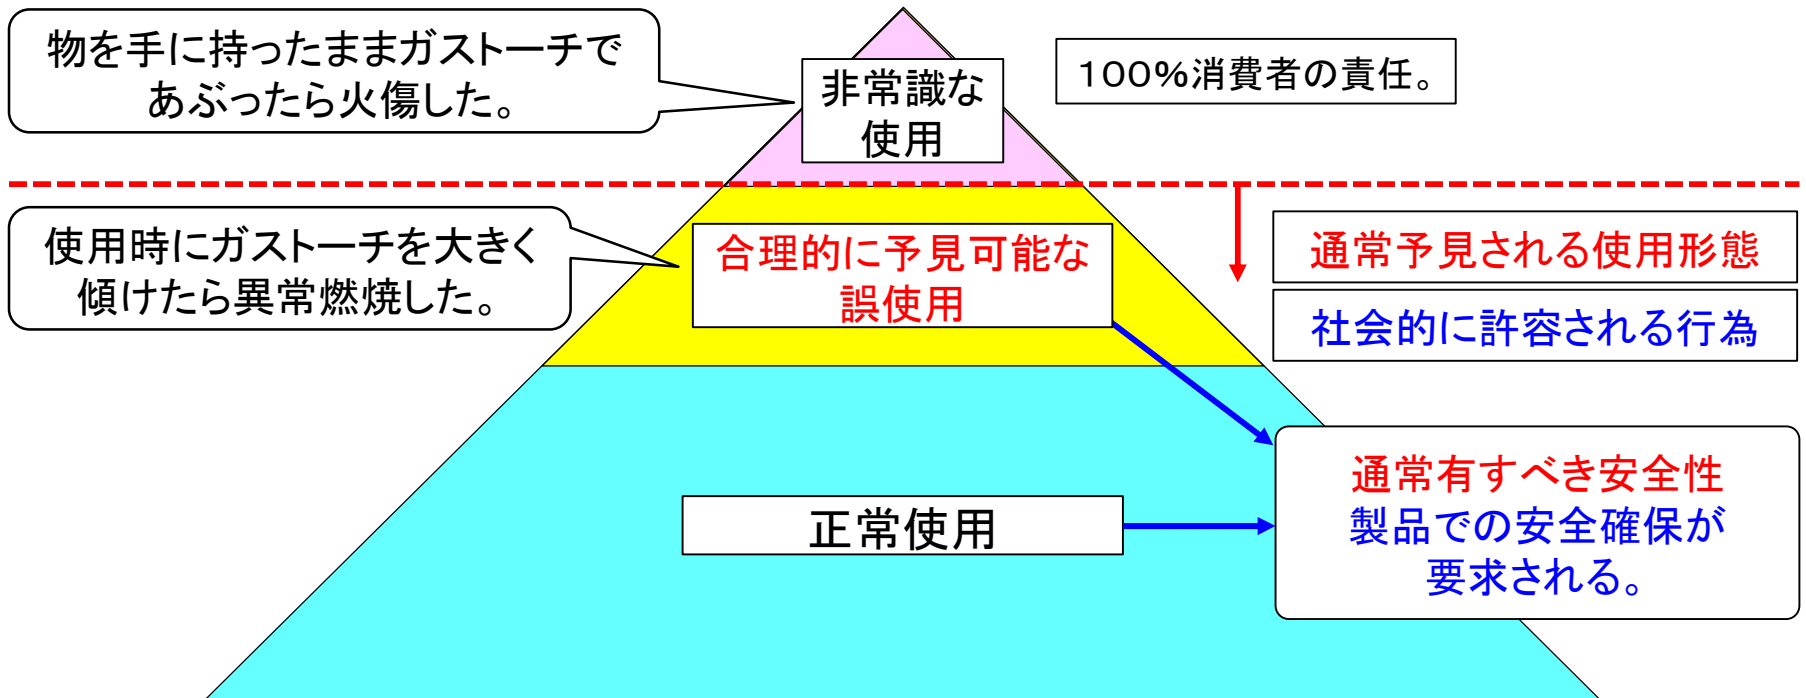 物を手に持ったままガストーチで
あぶったら火傷した。
非常識な
使用
100%消費者の責任。
使用時にガストーチを大きく
傾けたら異常燃焼した。
合理的に予見可能な
誤使用
通常予見される使用形態
社会的に許容される行為
正常使用
通常有すべき安全性
製品での安全確保が
要求される。